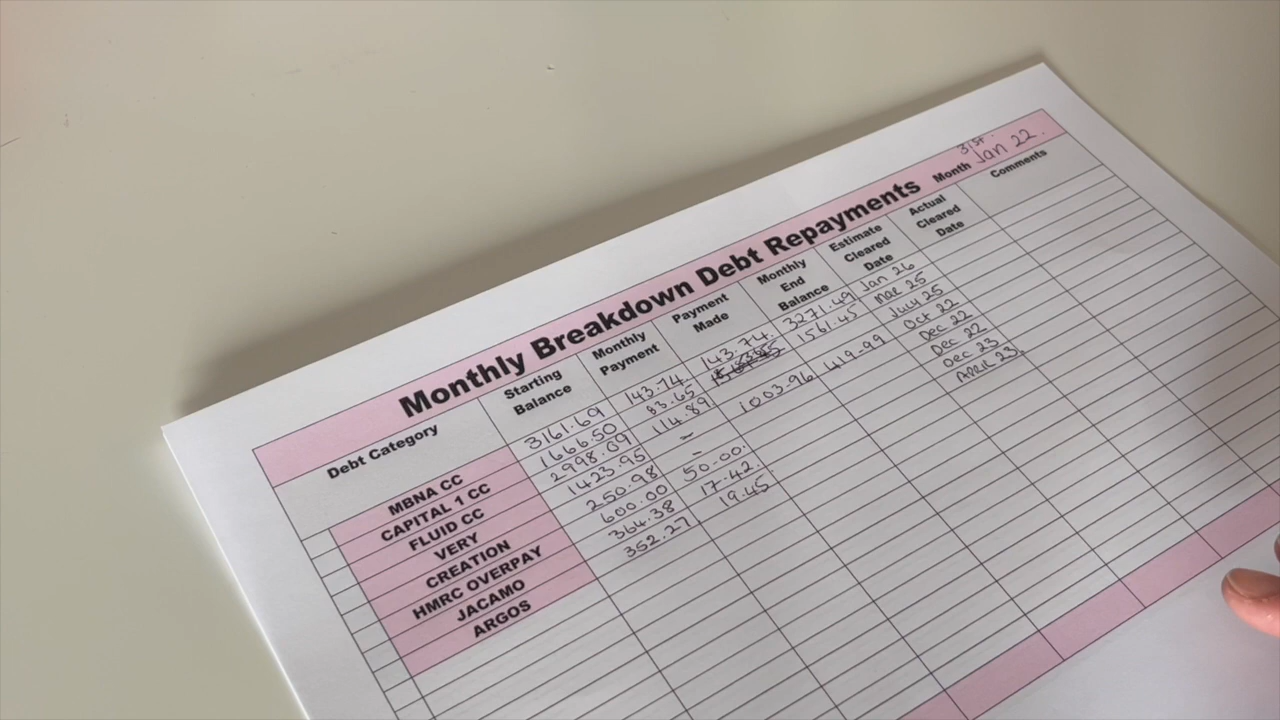 Monthly Breakdown Debt Repayments Month 31st. Jan 22.
Debt Category Starting Balance Monthly Payment Payment Made Monthly End Balance Estimate Cleared Date Actual Cleared Date Comments
MBNA CC 3161.69 143.74 143.74. 3271.49 Jan 26
CAPITAL 1 CC 1666.50 83.65 1561.45 Mar 25
FLUID CC 2998.09 114.89 July 25
VERY 1423.95 - 1003.96 419.99 Oct 22
CREATION 250.98 - Dec 22
HMRC OVERPAY 600.00 50.00. Dec 22
JACAMO 364.38 17.42. Dec 23
ARGOS 352.27 19.45 April 23.